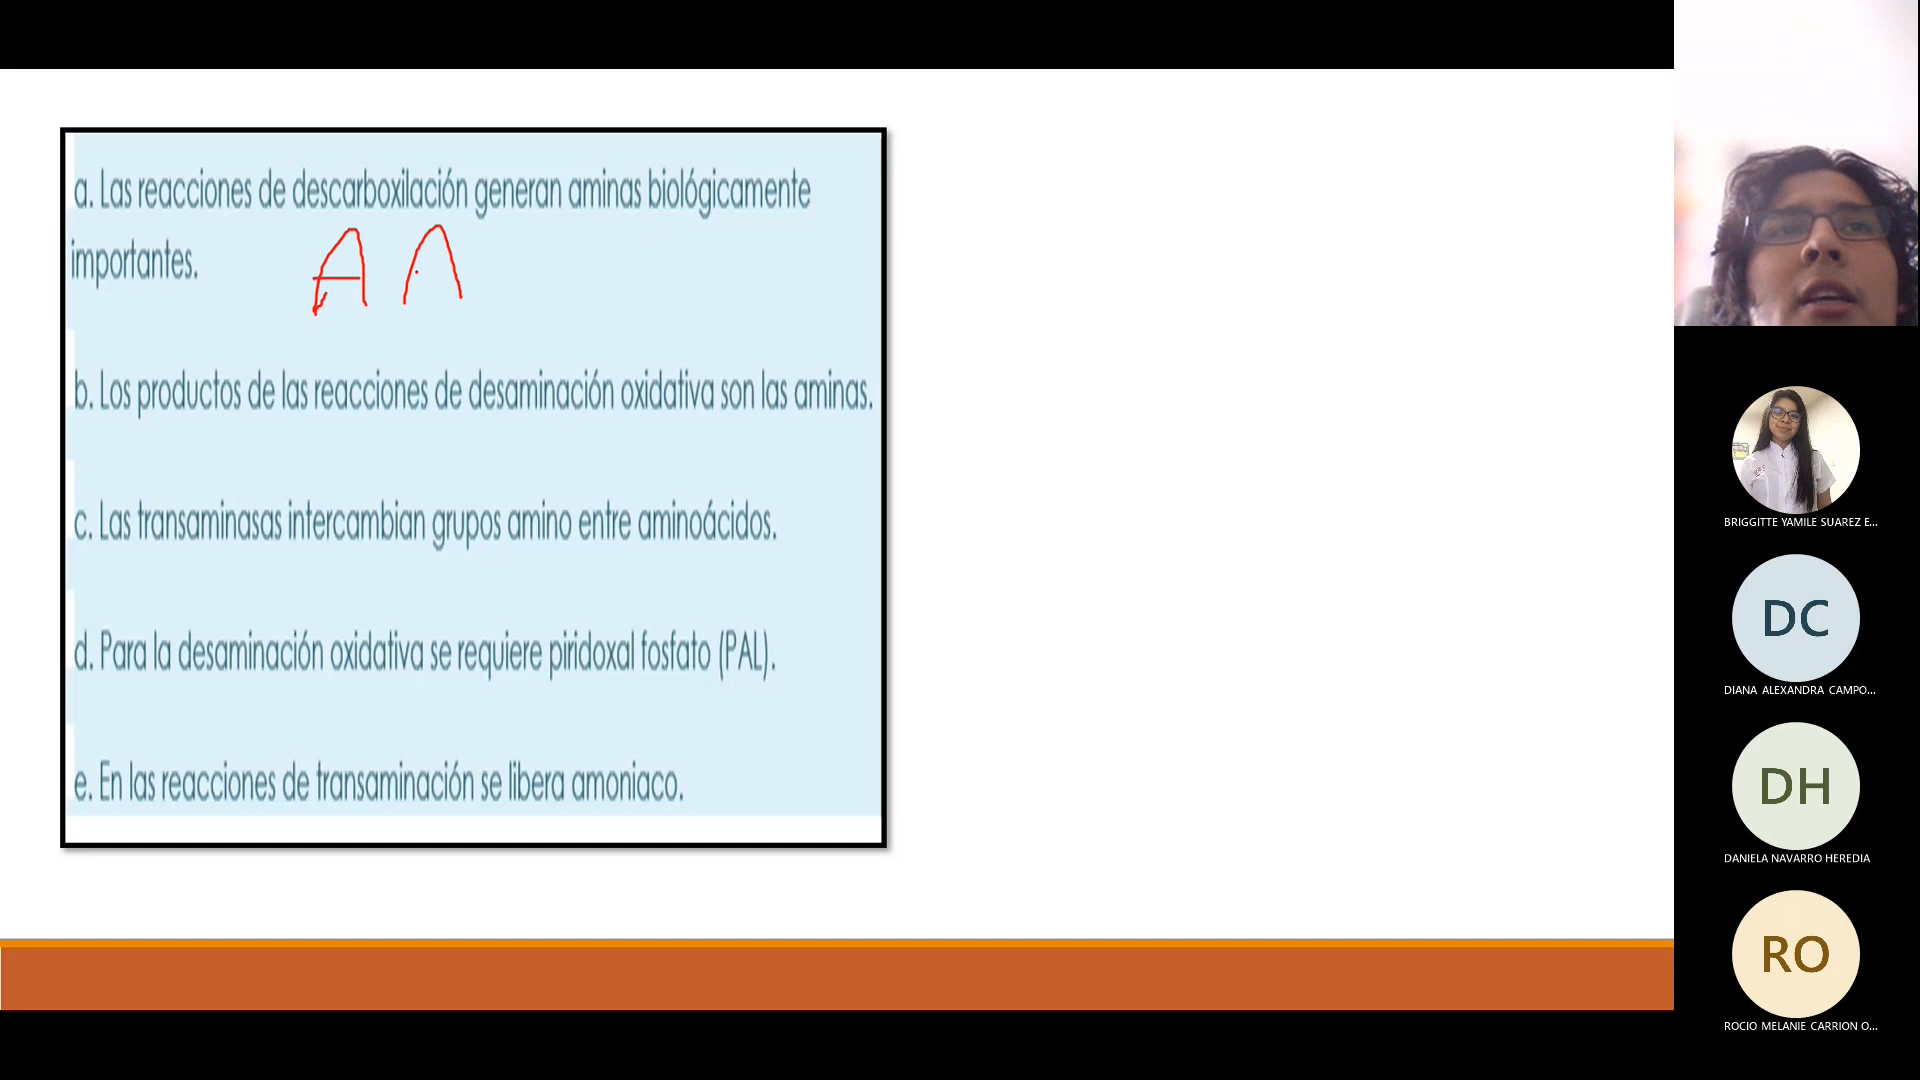 a. Las reacciones de descarboxilación generan aminas biológicamente
importantes.
A A
b. Los productos de las reacciones de desaminación oxidativa son las aminas.
c. Las transaminasas intercambian grupos amino entre aminoácidos.
d. Para la desaminación oxidativa se requiere piridoxal fosfato (PAL).
e. En las reacciones de transaminación se libera amoniaco.
BRIGGITTE YAMILE SUAREZ E...
DC
DIANA ALEXANDRA CAMPO...
DH
DANIELA NAVARRO HEREDIA
RO
ROCIO MELANIE CARRION O...